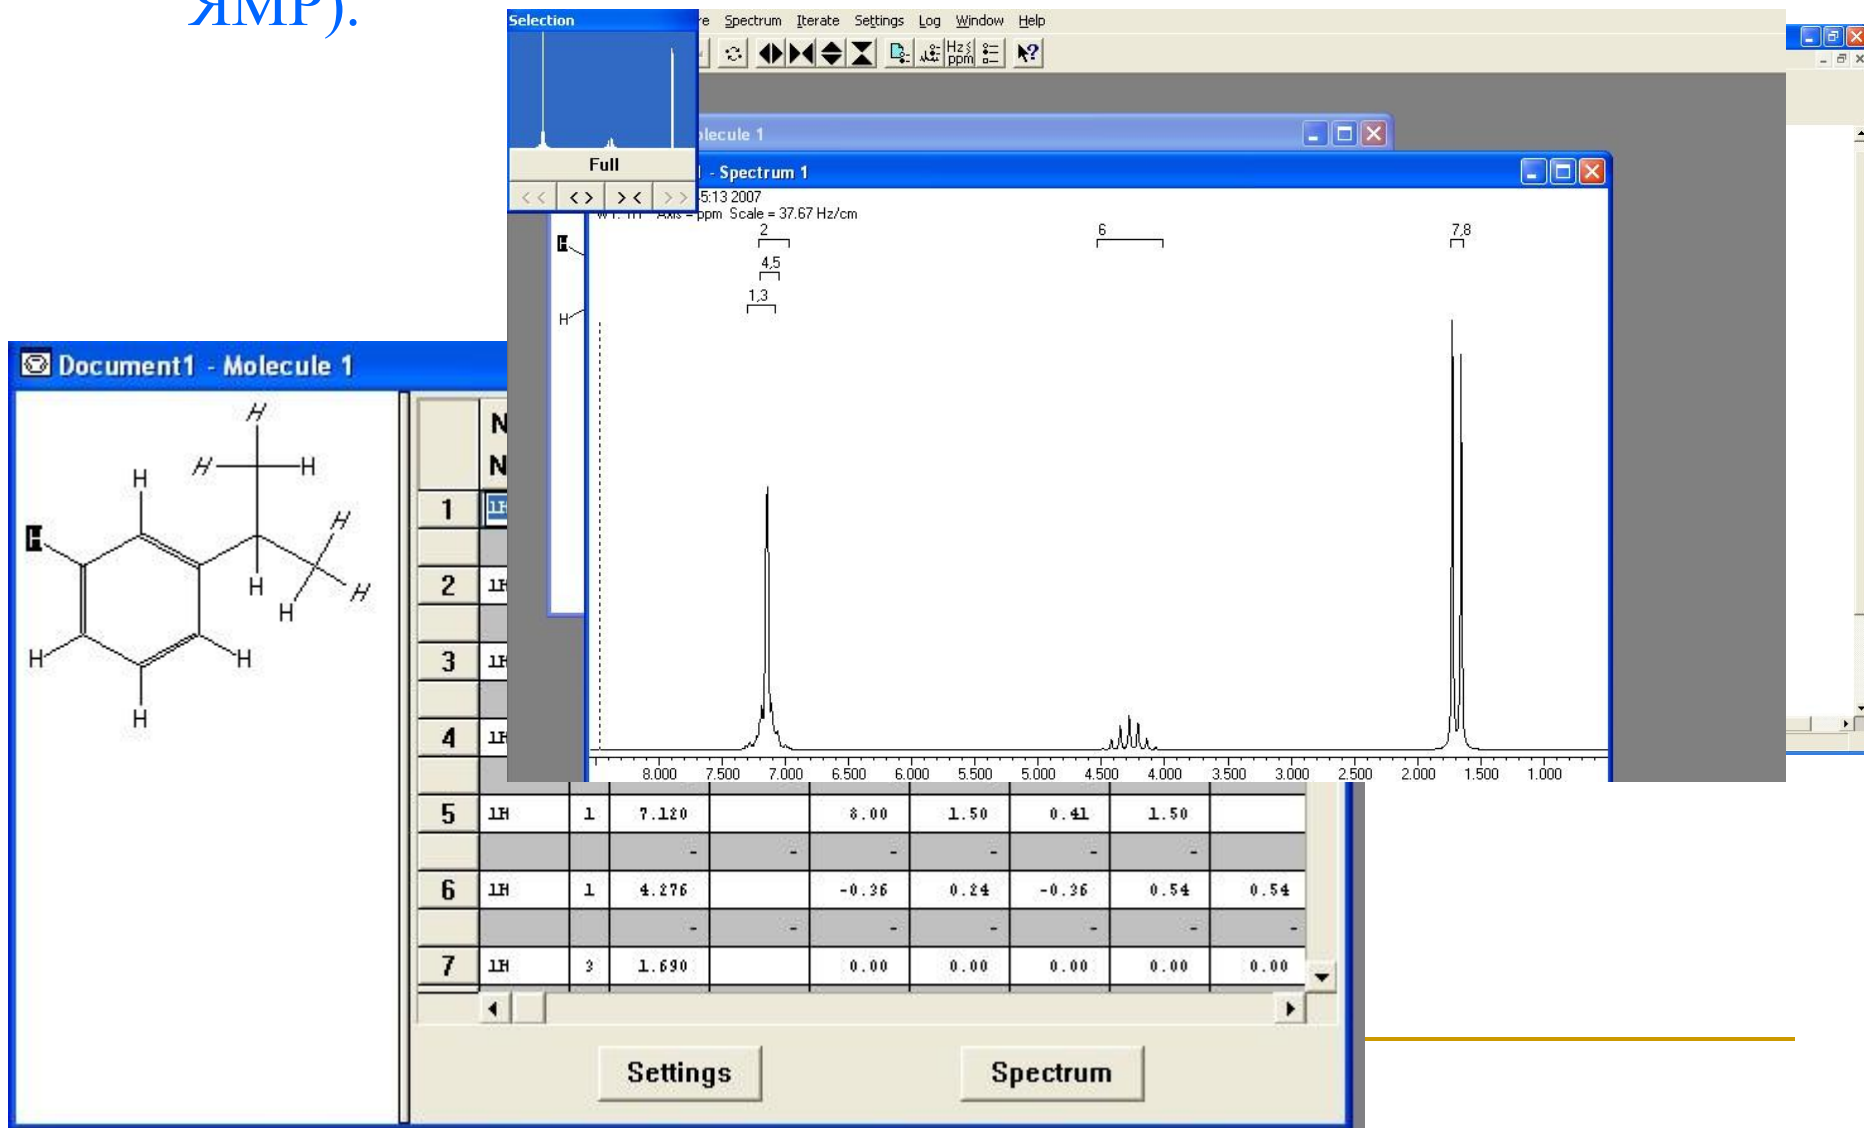 ЯМР).
Selection
Spectrum Iterate Settings Log Window Help
Hz
ppm
Full
<< <> >< >>
lecule 1
- Spectrum 1
5:13 2007
Axis = ppm Scale = 37.67 Hz/cm
2
6
7,8
4,5
1,3
H
H
8.000 7.500 7.000 6.500 6.000 5.500 5.000 4.500 4.000 3.500 3.000 2.500 2.000 1.500 1.000
Document1 - Molecule 1
H
H H
H
H
H
H
H
H
H
H
H
N
N
1 1H
2 1H
3 1H
4 1H
5 1H 1 7.120 8.00 1.50 0.41 1.50
- - - - - -
6 1H 1 4.276 -0.36 0.24 -0.36 0.54 0.54
- - - - - - -
7 1H 3 1.690 0.00 0.00 0.00 0.00 0.00
Settings Spectrum